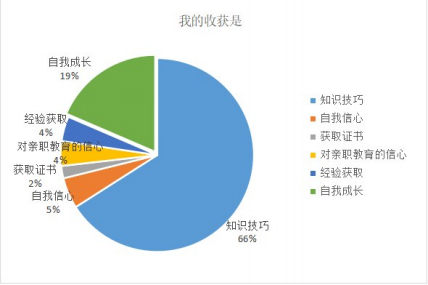 我的收获是
自我成长
19%
经验获取
4%
对亲职教育的信心
4%
获取证书
2%
自我信心
5%
知识技巧
66%
知识技巧
自我信心
获取证书
对亲职教育的信心
经验获取
自我成长